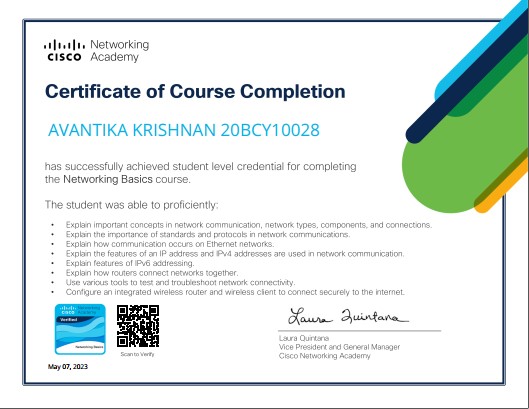 Networking
Academy
CISCO
Certificate of Course Completion
AVANTIKA KRISHNAN 20BCY10028
has successfully achieved student level credential for completing
the Networking Basics course.
The student was able to proficiently:
• Explain important concepts in network communication, network types, components, and connections.
• Explain the importance of standards and protocols in network communications.
• Explain how communication occurs on Ethernet networks.
• Explain the features of an IP address and IPv4 addresses are used in network communication.
• Explain features of IPv6 addressing.
• Explain how routers connect networks together.
• Use various tools to test and troubleshoot network connectivity.
• Configure an integrated wireless router and wireless client to connect securely to the internet.
CISCO
Networking
Academy
Verified
Networking Basics
Scan to Verify
May 07, 2023
Laura Quintana
Laura Quintana
Vice President and General Manager
Cisco Networking Academy